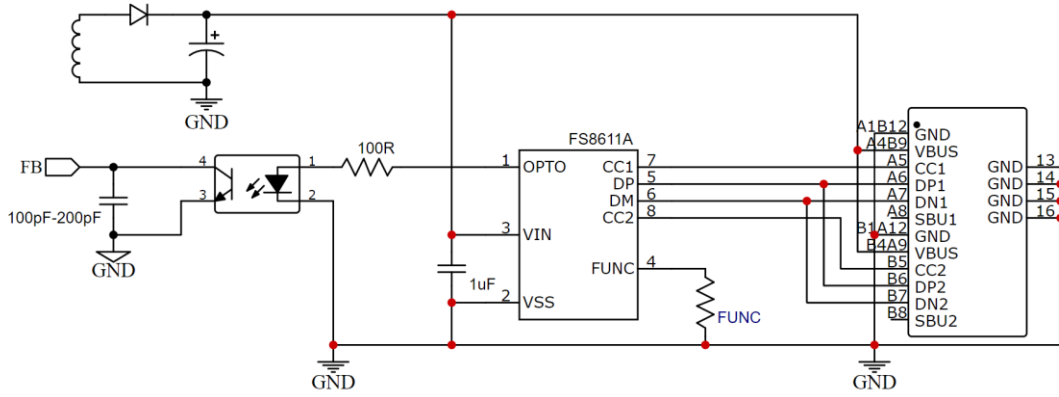 +
GND
FB
100pF-200pF
GND
4
3
1
2
100R
GND
1uF
FS8611A
1
OPTO
3
VIN
2
VSS
CC1
7
DP
5
DM
6
CC2
8
FUNC
4
FUNC
A1B12
GND
A4B9
VBUS
A5
CC1
A6
DP1
A7
DN1
A8
SBU1
B1A12
GND
B4A9
VBUS
B5
CC2
B6
DP2
B7
DN2
B8
SBU2
GND
13
GND
14
GND
15
GND
16
GND